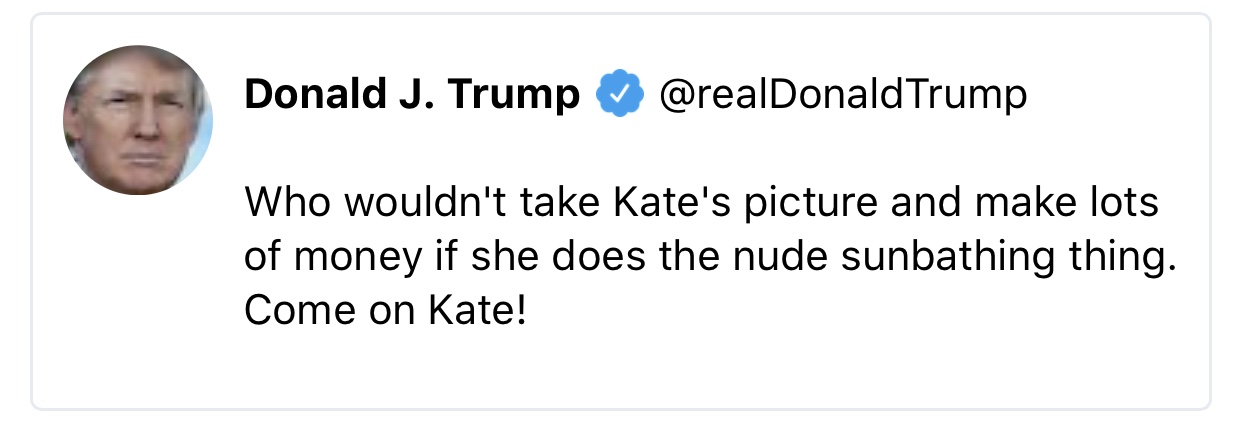 Donald J. Trump @realDonaldTrump
Who wouldn't take Kate's picture and make lots
of money if she does the nude sunbathing thing.
Come on Kate!